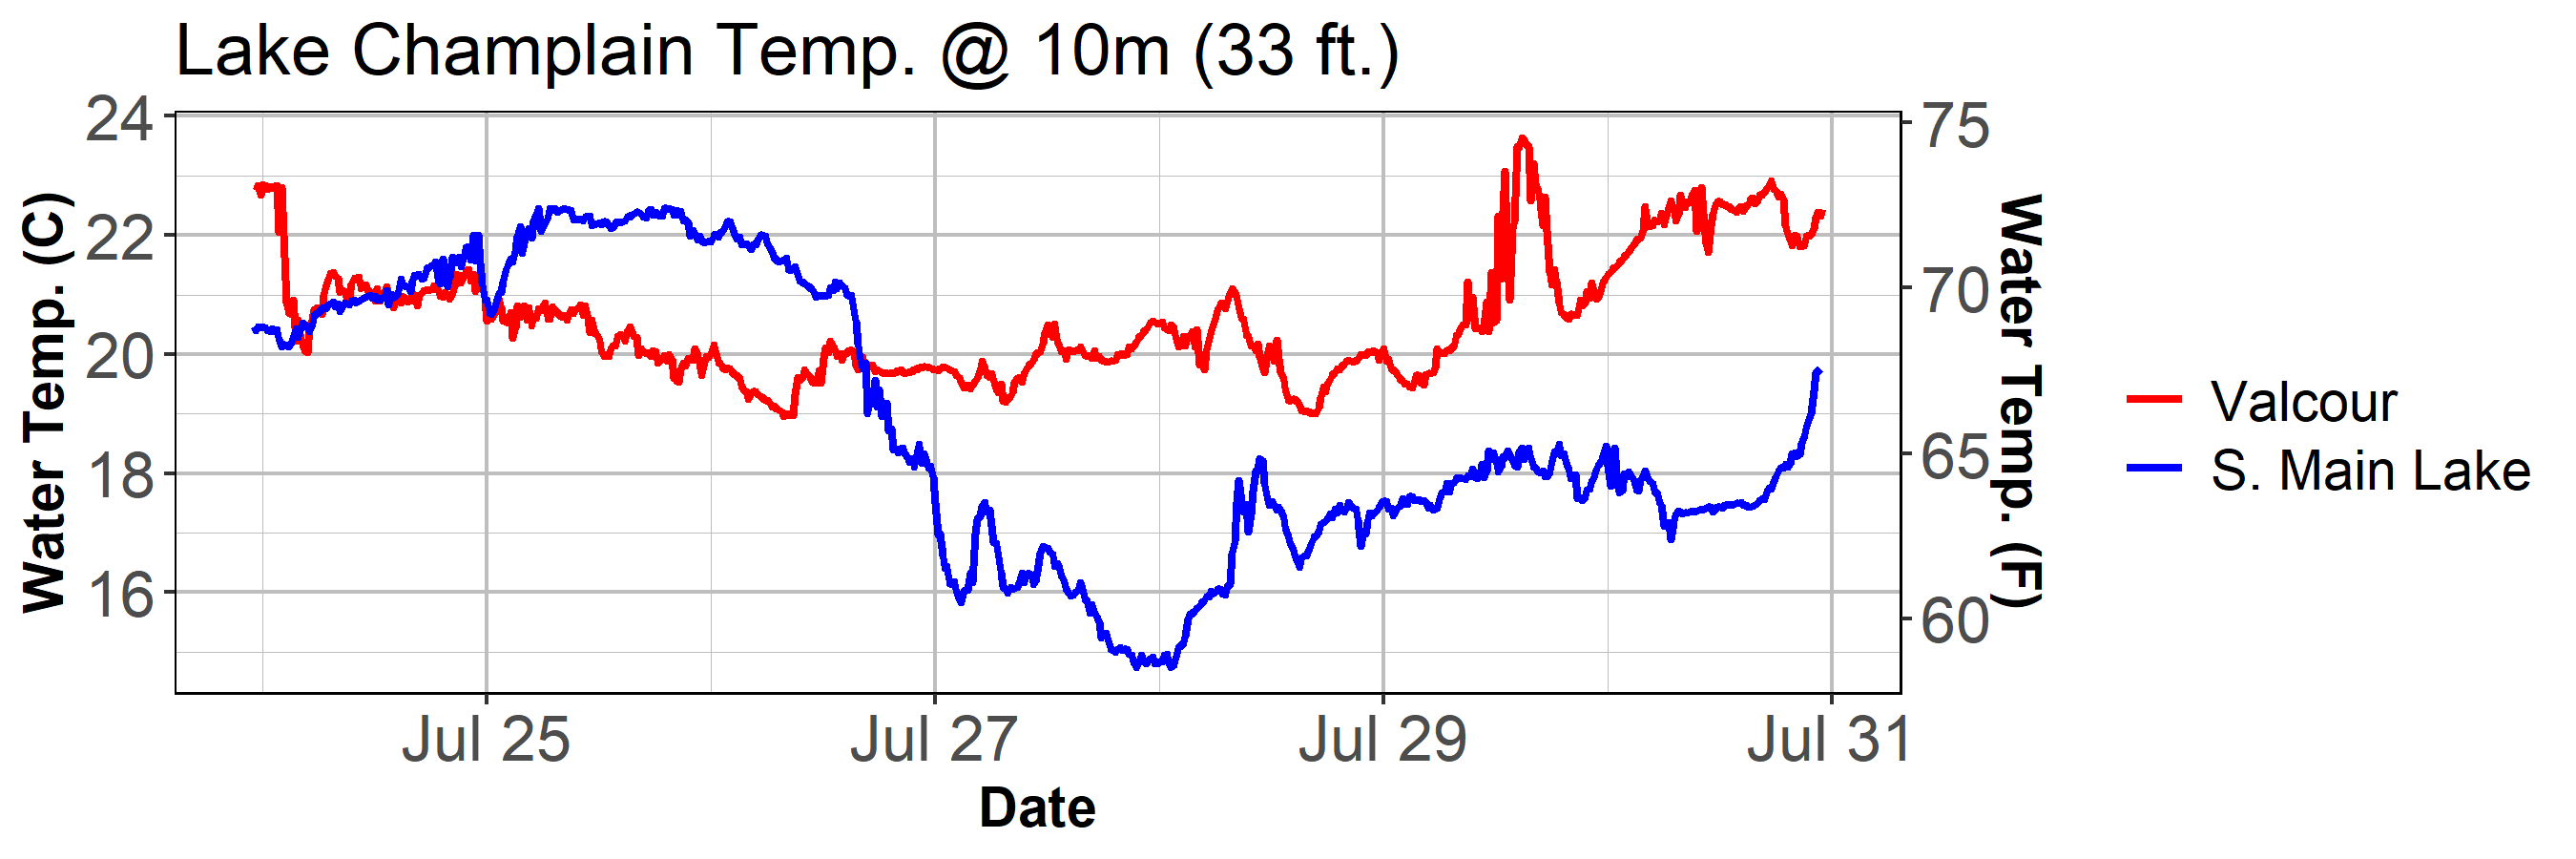 Lake Champlain Temp. @ 10m (33 ft.)
Water Temp. (C)
24
22
20
18
16
75
70
65
60
Water Temp. (F)
Jul 25
Jul 27
Jul 29
Jul 31
Date
Valcour
S. Main Lake